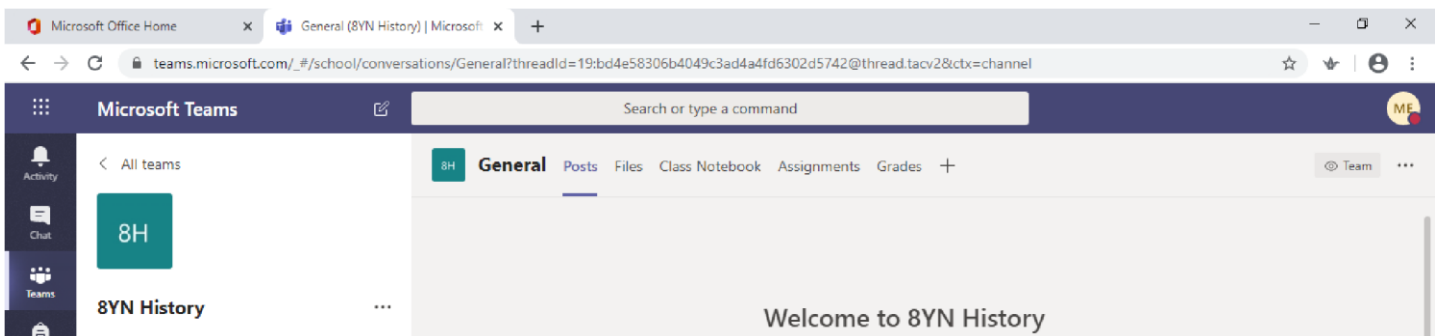 Microsoft Office Home
General (8YN History) | Microsoft
teams.microsoft.com/_#/school/conversations/General?threadId=19:bd4e58306b4049c3ad4a4fd6302d5742@thread.tacv2&ctx=channel
Microsoft Teams
Search or type a command
ME
Activity
All teams
8H
General Posts Files Class Notebook Assignments Grades
Team
Chat
8H
Teams
8YN History
Welcome to 8YN History